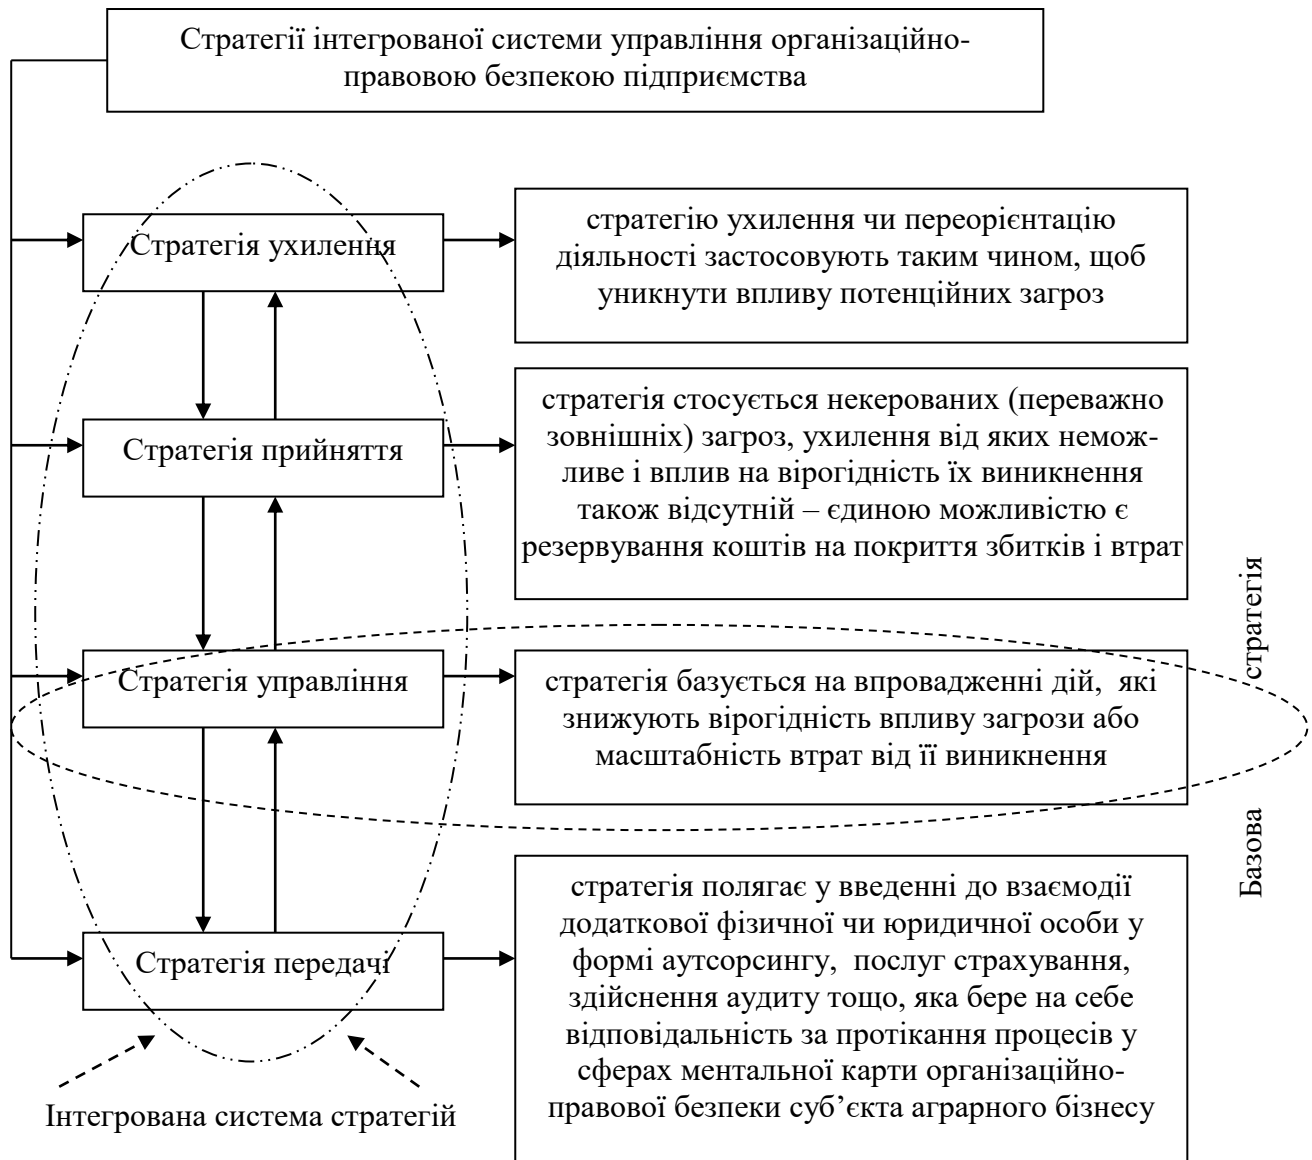 Стратегії інтегрованої системи управління організаційно-
правовою безпекою підприємства
Стратегія ухилення
стратегію ухилення чи переорієнтацію
діяльності застосовують таким чином, щоб
уникнути впливу потенційних загроз
Стратегія прийняття
стратегія стосується некерованих (переважно
зовнішніх) загроз, ухилення від яких немож-
ливе і вплив на вірогідність їх виникнення
також відсутній – єдиною можливістю є
резервування коштів на покриття збитків і втрат
Стратегія управління
стратегія базується на впровадженні дій, які
знижують вірогідність впливу загрози або
масштабність втрат від її виникнення
Базова стратегія
Стратегія передачі
стратегія полягає у введенні до взаємодії
додаткової фізичної чи юридичної особи у
формі аутсорсингу, послуг страхування,
здійснення аудиту тощо, яка бере на себе
відповідальність за протікання процесів у
сферах ментальної карти організаційно-
правової безпеки суб’єкта аграрного бізнесу
Інтегрована система стратегій